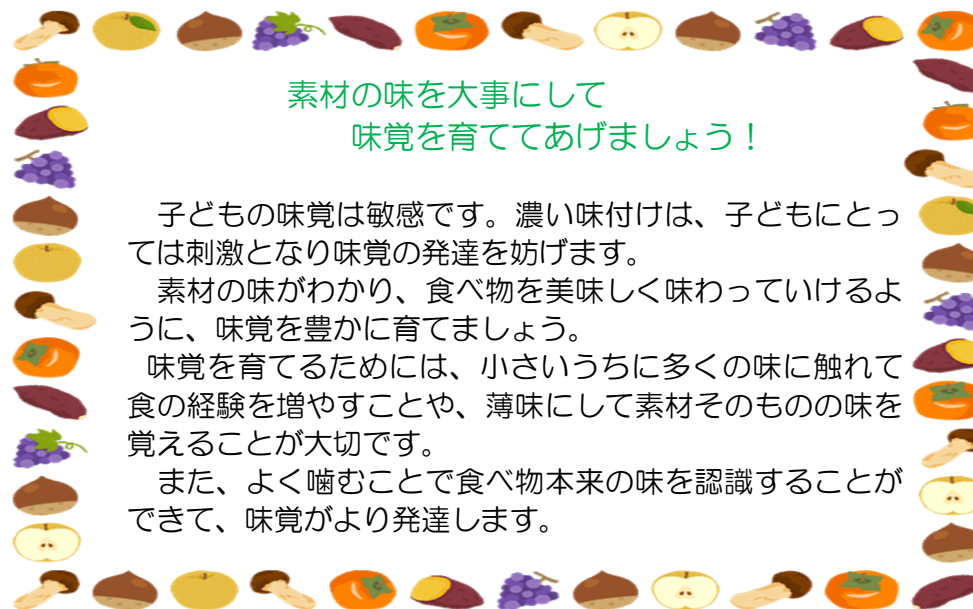 素材の味を大事にして
味覚を育ててあげましょう！
子どもの味覚は敏感です。濃い味付けは、子どもにとっ
ては刺激となり味覚の発達を妨げます。
素材の味がわかり、食べ物を美味しく味わっていけるよ
うに、味覚を豊かに育てましょう。
味覚を育てるためには、小さいうちに多くの味に触れて
食の経験を増やすことや、薄味にして素材そのものの味を
覚えることが大切です。
また、よく噛むことで食べ物本来の味を認識することが
できて、味覚がより発達します。